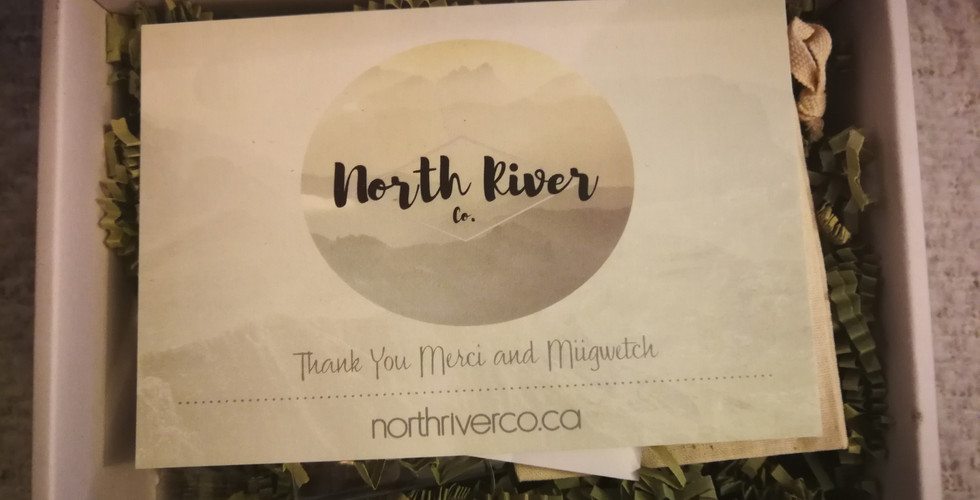 North River
Co.
Thank You Merci and Miigwetch
northriverco.ca